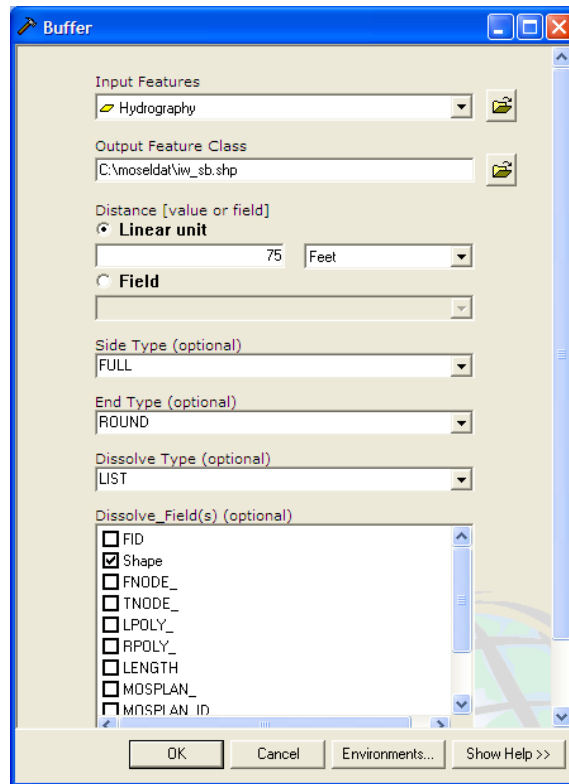 Buffer
Input Features
Hydrography
Output Feature Class
C:\moseldat\iw_sb.shp
Distance [value or field]
Linear unit
75 Feet
Field
Side Type (optional)
FULL
End Type (optional)
ROUND
Dissolve Type (optional)
LIST
Dissolve_Field(s) (optional)
FID
Shape
FNODE_
TNODE_
LPOLY_
RPOLY_
LENGTH
MOSPLAN_
MOSPLAN_ID
OK Cancel Environments... Show Help >>